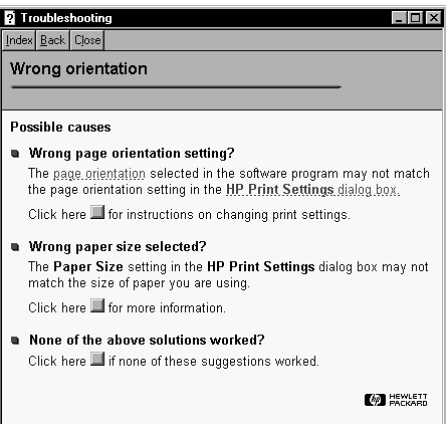 ? Troubleshooting
Index Back Close
Wrong orientation
Possible causes
Wrong page orientation setting?
The page orientation selected in the software program may not match
the page orientation setting in the HP Print Settings dialog box.
Click here for instructions on changing print settings.
Wrong paper size selected?
The Paper Size setting in the HP Print Settings dialog box may not
match the size of paper you are using.
Click here for more information.
None of the above solutions worked?
Click here if none of these suggestions worked.
hp HEWLETT
PACKARD